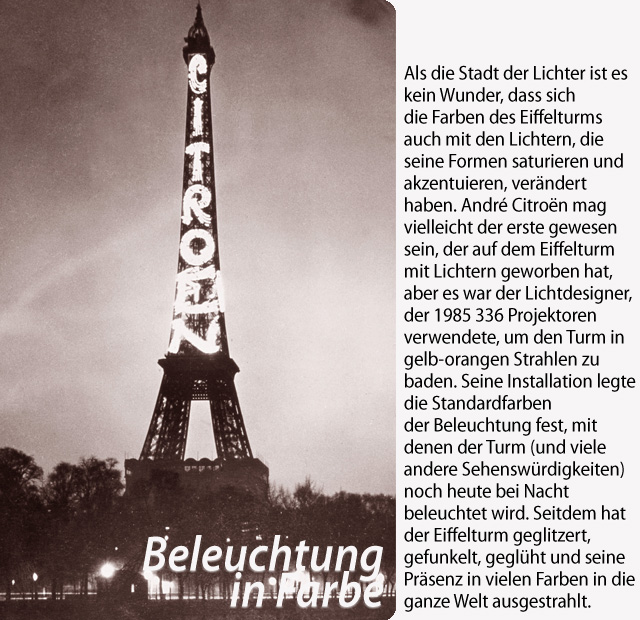 CITROËN
Beleuchtung
in Farbe
Als die Stadt der Lichter ist es
kein Wunder, dass sich
die Farben des Eiffelturms
auch mit den Lichtern, die
seine Formen saturieren und
akzentuieren, verändert
haben. André Citroën mag
vielleicht der erste gewesen
sein, der auf dem Eiffelturm
mit Lichtern geworben hat,
aber es war der Lichtdesigner,
der 1985 336 Projektoren
verwendete, um den Turm in
gelb-orangen Strahlen zu
baden. Seine Installation legte
die Standardfarben
der Beleuchtung fest, mit
denen der Turm (und viele
andere Sehenswürdigkeiten)
noch heute bei Nacht
beleuchtet wird. Seitdem hat
der Eiffelturm geglitzert,
gefunkelt, geglüht und seine
Präsenz in vielen Farben in die
ganze Welt ausgestrahlt.